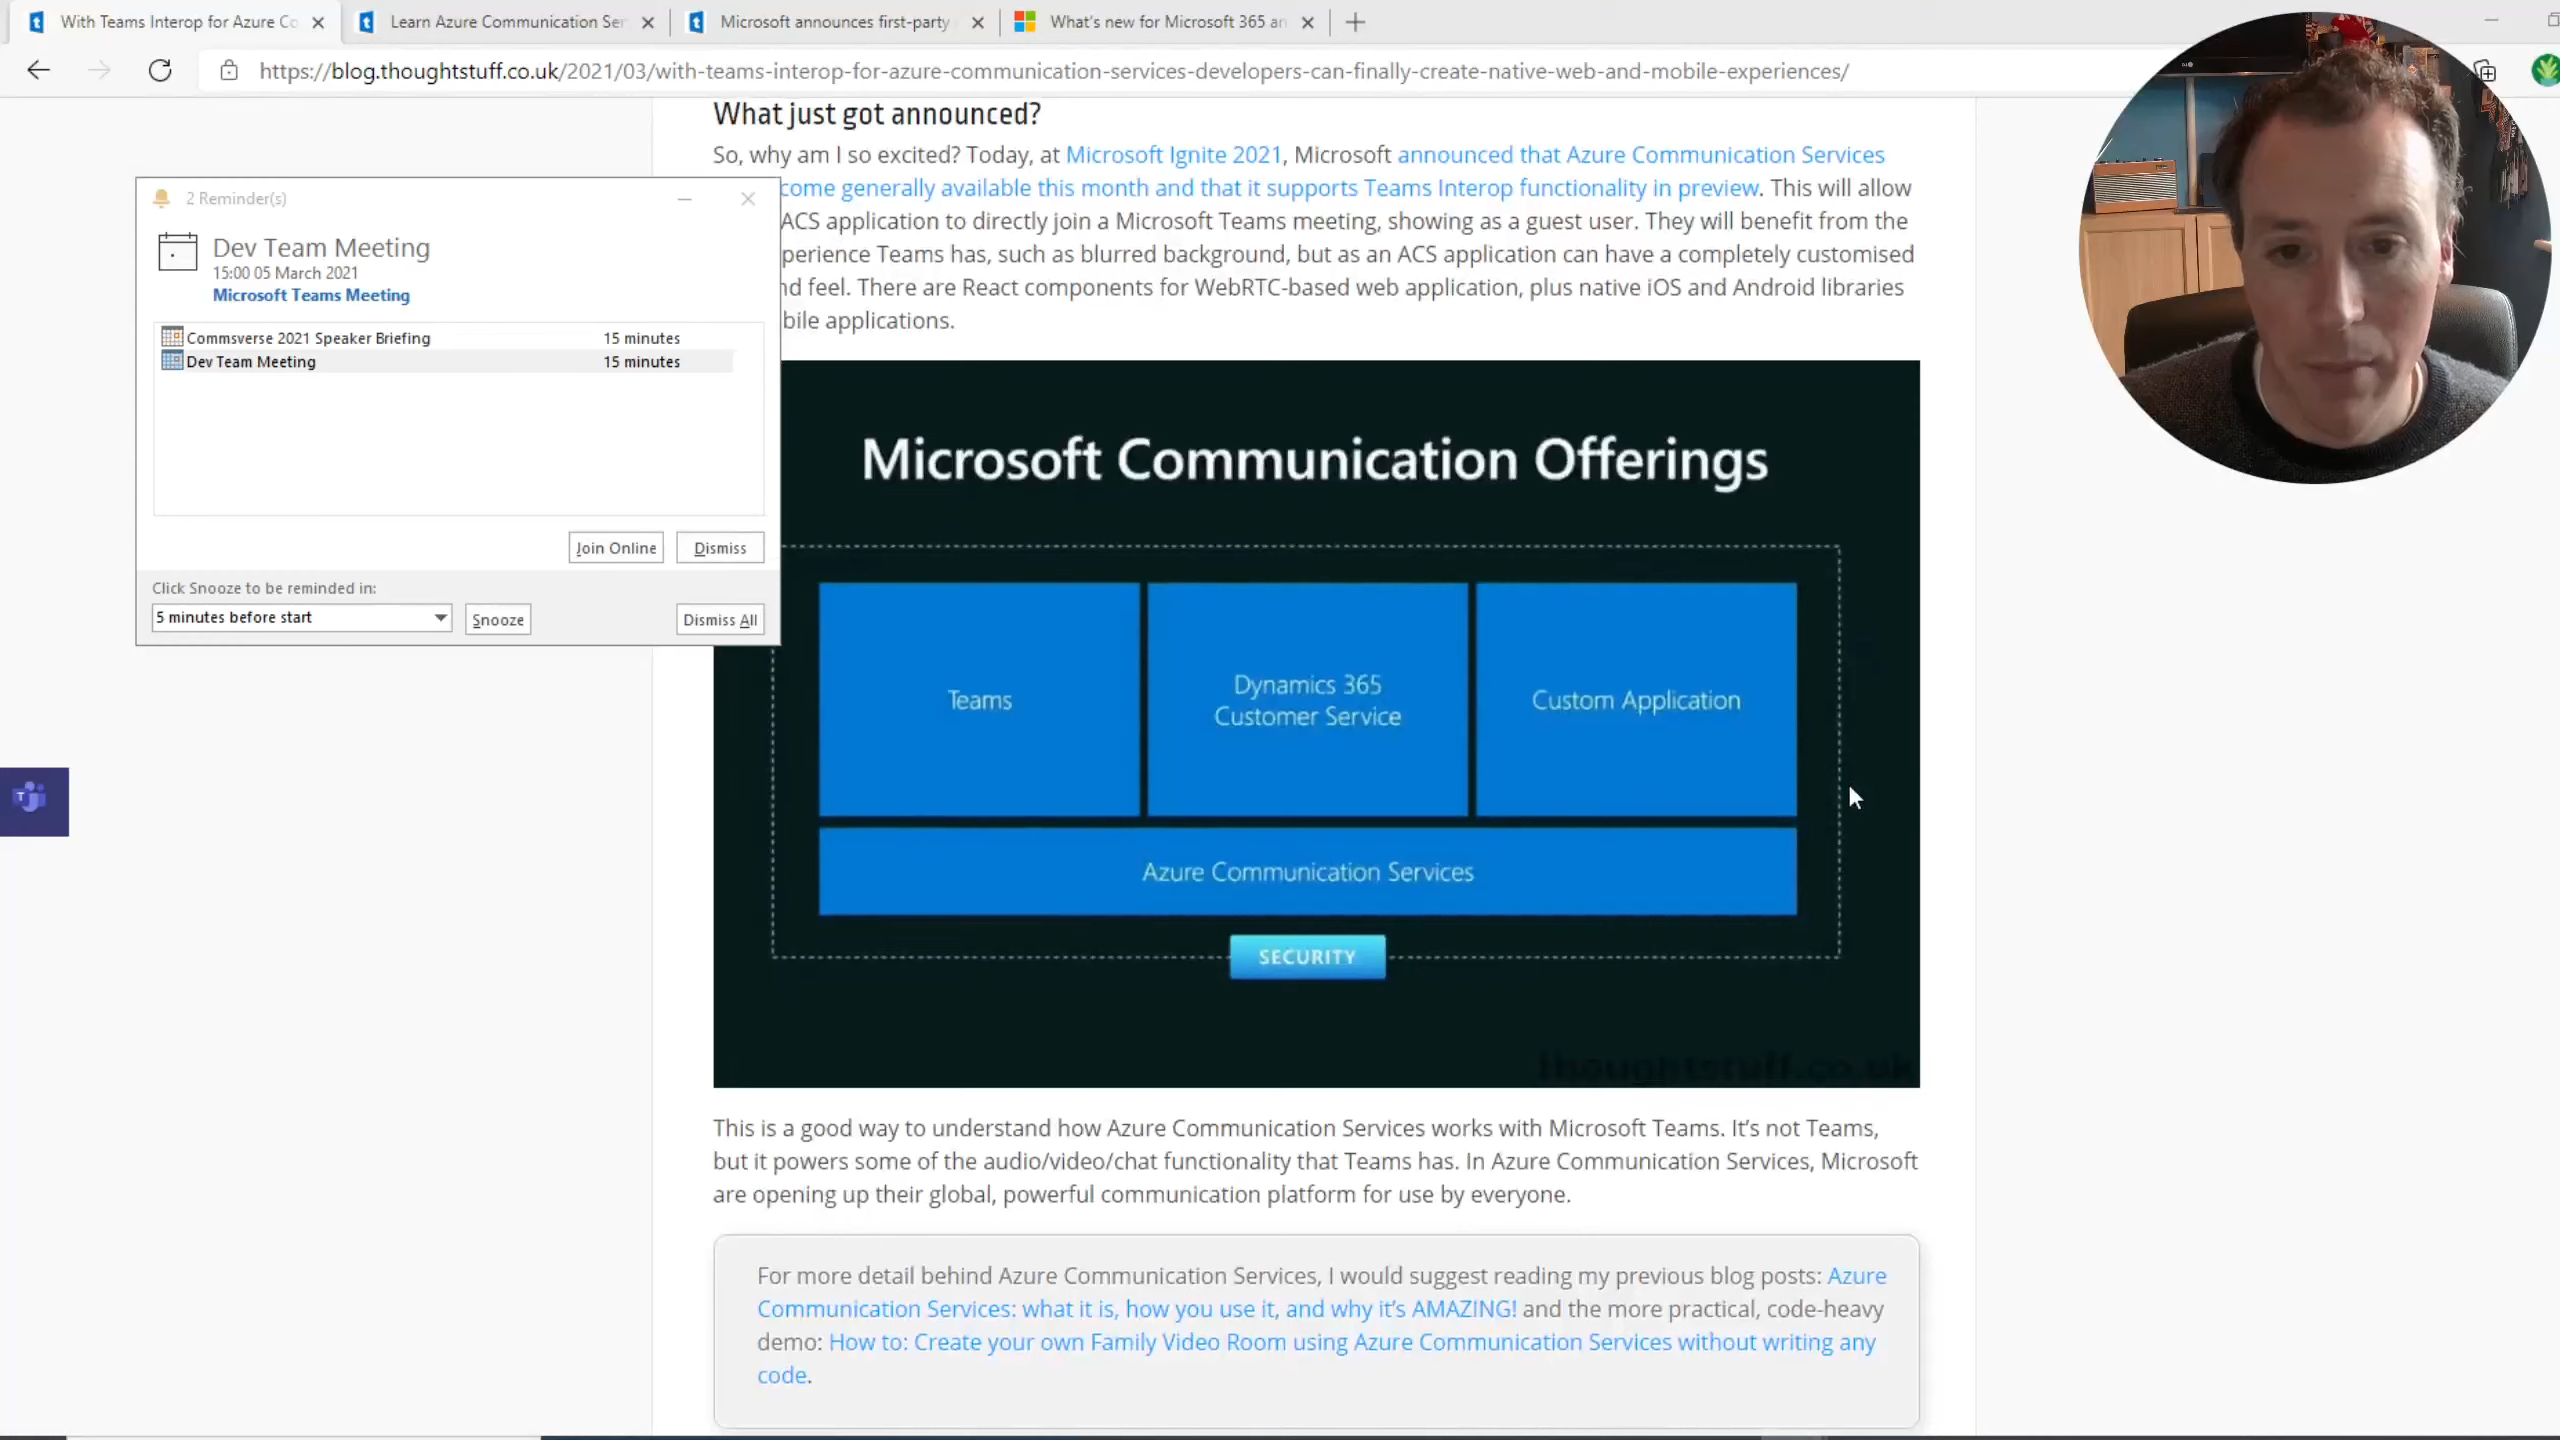 With Teams Interop for Azure Co
Learn Azure Communication Ser
Microsoft announces first-party
What's new for Microsoft 365 an
https://blog.thoughtstuff.co.uk/2021/03/with-teams-interop-for-azure-communication-services-developers-can-finally-create-native-web-and-mobile-experiences/
What just got announced?
So, why am I so excited? Today, at Microsoft Ignite 2021, Microsoft announced that Azure Communication Services
come generally available this month and that it supports Teams Interop functionality in preview. This will allow
ACS application to directly join a Microsoft Teams meeting, showing as a guest user. They will benefit from the
perience Teams has, such as blurred background, but as an ACS application can have a completely customised
nd feel. There are React components for WebRTC-based web application, plus native iOS and Android libraries
bile applications.
2 Reminder(s)
Dev Team Meeting
15:00 05 March 2021
Microsoft Teams Meeting
Commsverse 2021 Speaker Briefing 15 minutes
Dev Team Meeting 15 minutes
Join Online Dismiss
Click Snooze to be reminded in:
5 minutes before start Snooze Dismiss All
Microsoft Communication Offerings
Teams
Dynamics 365
Customer Service
Custom Application
Azure Communication Services
SECURITY
thoughtstuff.co.uk
This is a good way to understand how Azure Communication Services works with Microsoft Teams. It's not Teams,
but it powers some of the audio/video/chat functionality that Teams has. In Azure Communication Services, Microsoft
are opening up their global, powerful communication platform for use by everyone.
For more detail behind Azure Communication Services, I would suggest reading my previous blog posts: Azure
Communication Services: what it is, how you use it, and why it's AMAZING! and the more practical, code-heavy
demo: How to: Create your own Family Video Room using Azure Communication Services without writing any
code.